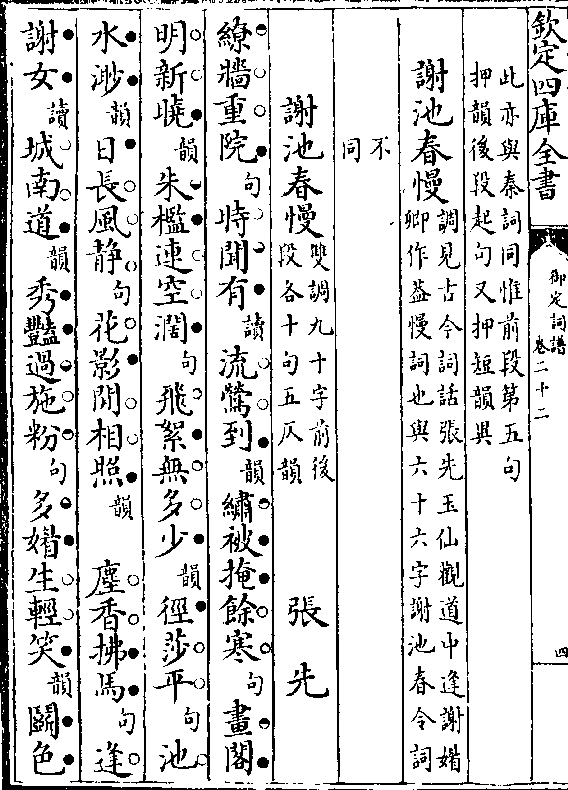 欽定四庫全書
御定詞譜
卷二十二
四
此亦與秦詞同惟前段第五句
押韻後段起句又押短韻異
謝池春慢
調見古今詞話張先玉仙觀道中逢謝媚
卿作蓋慢詞也與六十六字謝池春令詞
不
同
謝池春慢
雙調九十字前後
段各十句五仄韻
張先
繚牆重院句時聞有讀流鶯到韻繡被掩餘寒句畫閣
明新曉韻朱檻連空濶句飛絮無多少韻徑莎平句池
水渺韻日長風靜句花影閒相照韻塵香拂馬句逢
謝女讀城南道韻秀艷過施粉句多媚生輕笑韻鬭色